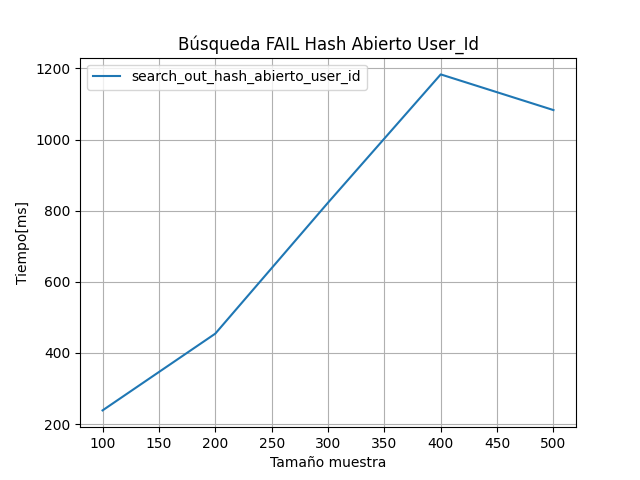 Búsqueda FAIL Hash Abierto User_Id
search_out_hash_abierto_user_id
1200
1000
800
600
400
200
Tiempo[ms]
100 150 200 250 300 350 400 450 500
Tamaño muestra